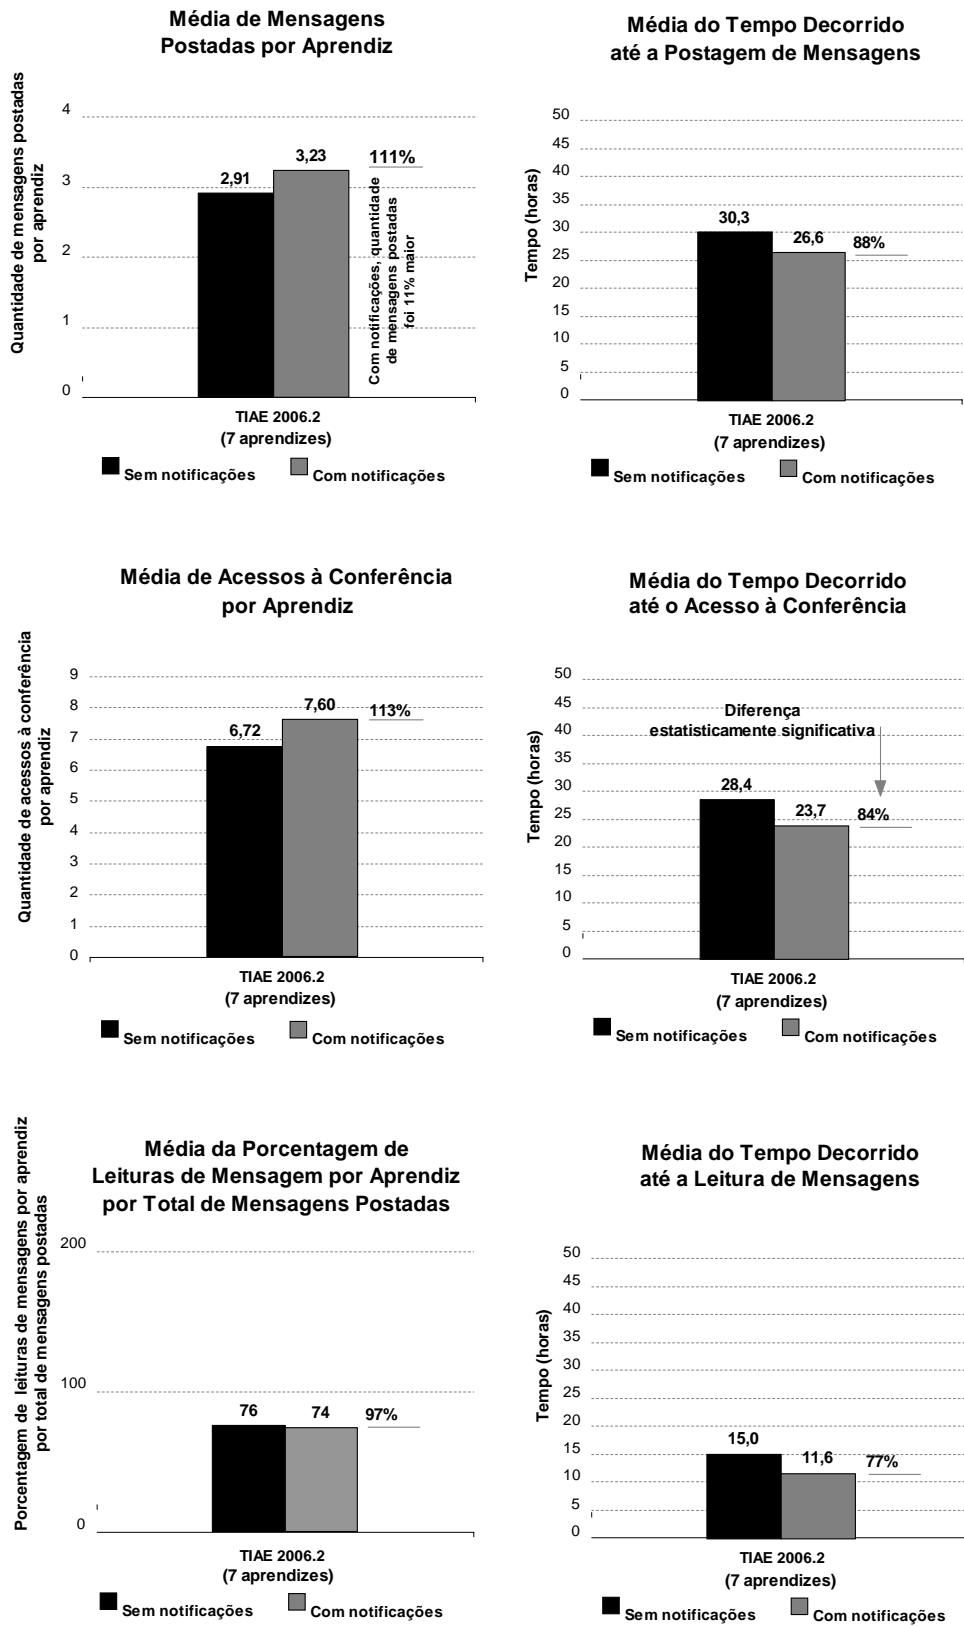 Média de Mensagens
Postadas por Aprendiz
Quantidade de mensagens postadas
por aprendiz
4
3
2
1
0
2,91
3,23
111%
Com notificações, quantidade
de mensagens postadas
foi 11% maior
TIAE 2006.2
(7 aprendizes)
Sem notificações
Com notificações
Média do Tempo Decorrido
até a Postagem de Mensagens
Tempo (horas)
50
45
40
35
30
25
20
15
10
5
0
30,3
26,6
88%
TIAE 2006.2
(7 aprendizes)
Sem notificações
Com notificações
Média de Acessos à Conferência
por Aprendiz
Quantidade de acessos à conferência
por aprendiz
9
8
7
6
5
4
3
2
1
0
6,72
7,60
113%
TIAE 2006.2
(7 aprendizes)
Sem notificações
Com notificações
Média do Tempo Decorrido
até o Acesso à Conferência
Tempo (horas)
50
45
40
35
30
25
20
15
10
5
0
Diferença
estatisticamente significativa
28,4
23,7
84%
TIAE 2006.2
(7 aprendizes)
Sem notificações
Com notificações
Média da Porcentagem de
Leituras de Mensagem por Aprendiz
por Total de Mensagens Postadas
Porcentagem de leituras de mensagens por aprendiz
por total de mensagens postadas
200
100
0
76
74
97%
TIAE 2006.2
(7 aprendizes)
Sem notificações
Com notificações
Média do Tempo Decorrido
até a Leitura de Mensagens
Tempo (horas)
50
45
40
35
30
25
20
15
10
5
0
15,0
11,6
77%
TIAE 2006.2
(7 aprendizes)
Sem notificações
Com notificações